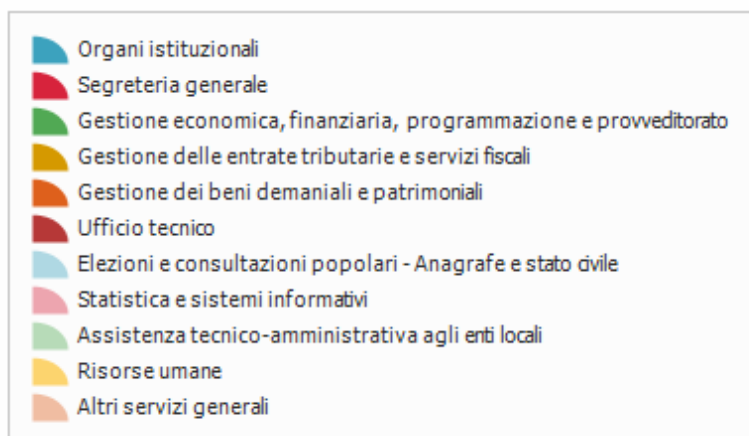 Organi istituzionali
Segreteria generale
Gestione economica, finanziaria, programmazione e provveditorato
Gestione delle entrate tributarie e servizi fiscali
Gestione dei beni demaniali e patrimoniali
Ufficio tecnico
Elezioni e consultazioni popolari - Anagrafe e stato civile
Statistica e sistemi informativi
Assistenza tecnico-amministrativa agli enti locali
Risorse umane
Altri servizi generali